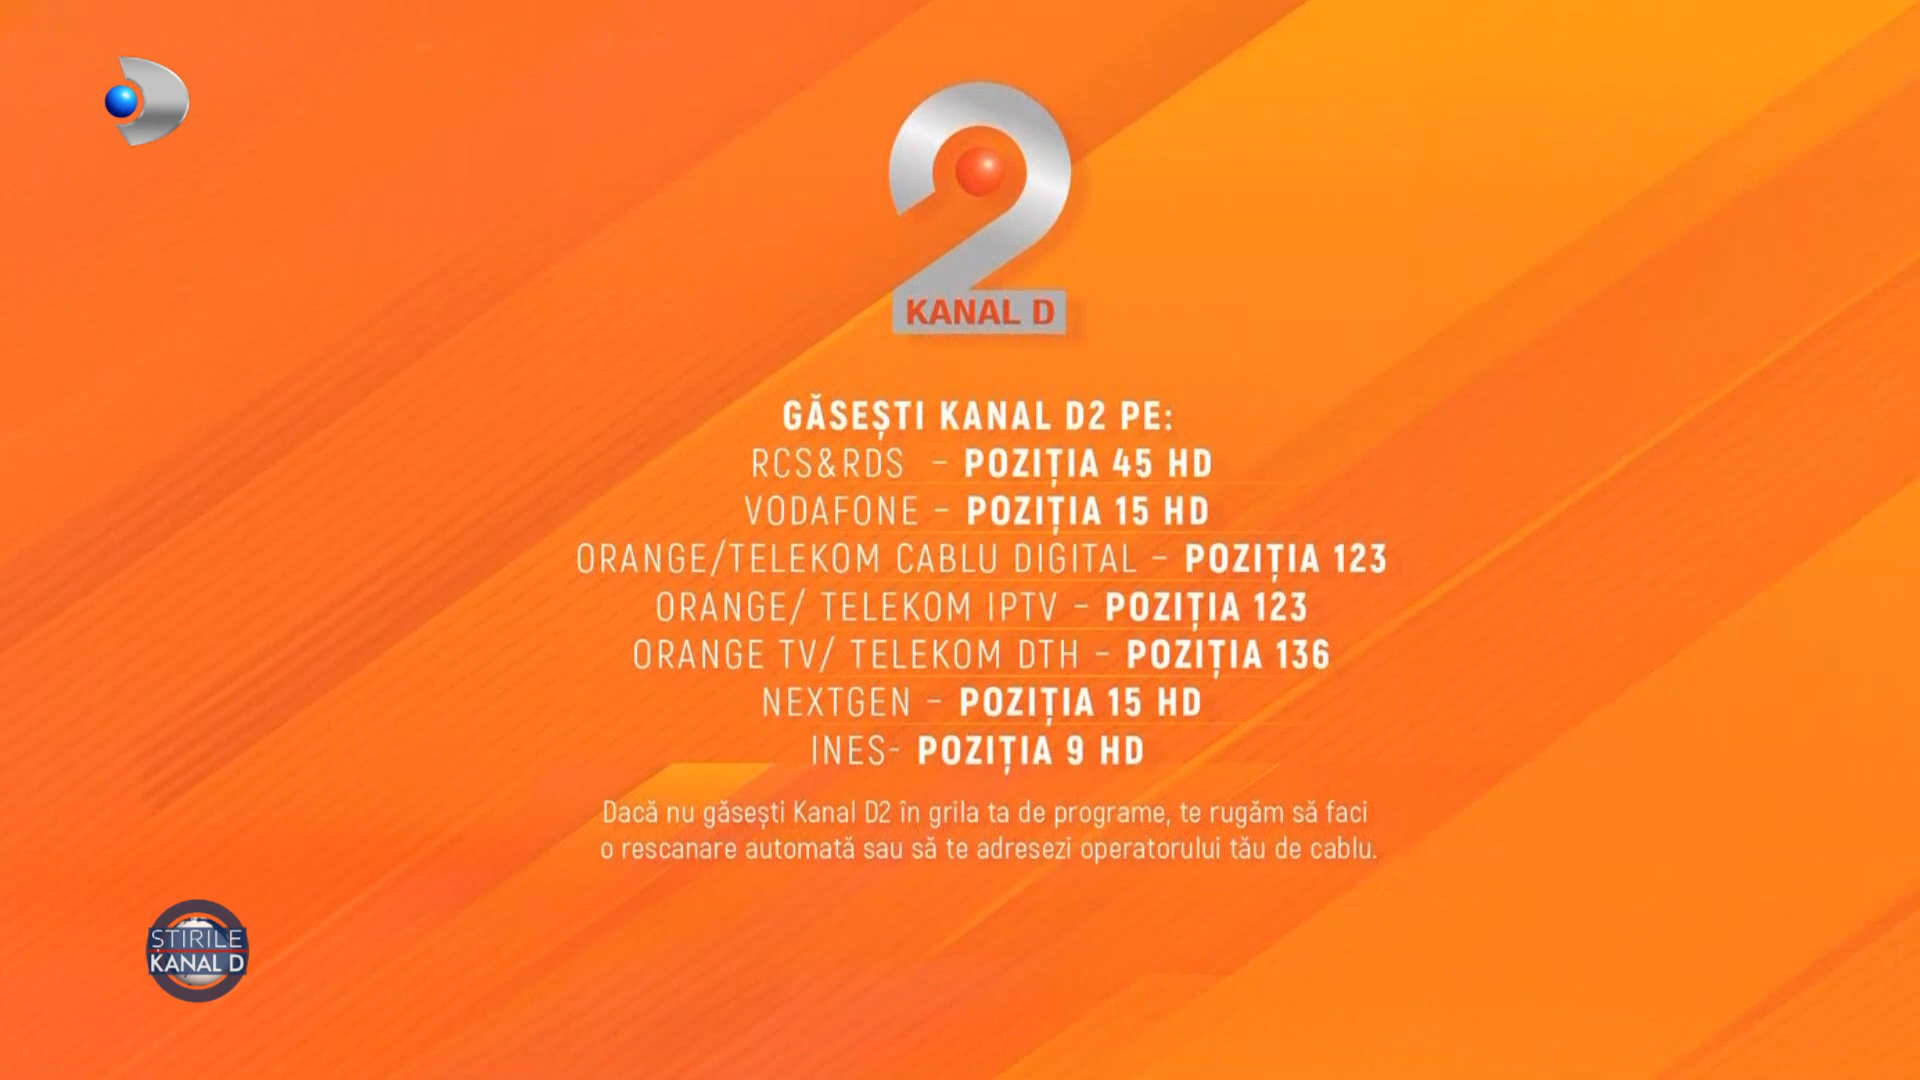 KANAL D
GĂSEȘTI KANAL D2 PE:
RCS&RDS – POZIȚIA 45 HD
VODAFONE – POZIȚIA 15 HD
ORANGE/TELEKOM CABLU DIGITAL – POZIȚIA 123
ORANGE/ TELEKOM IPTV – POZIȚIA 123
ORANGE TV/ TELEKOM DTH – POZIȚIA 136
NEXTGEN – POZIȚIA 15 HD
INES- POZIȚIA 9 HD
Dacă nu găsești Kanal D2 în grila ta de programe, te rugăm să faci
o rescanare automată sau să te adresezi operatorului tău de cablu.
ȘTIRILE
KANAL D